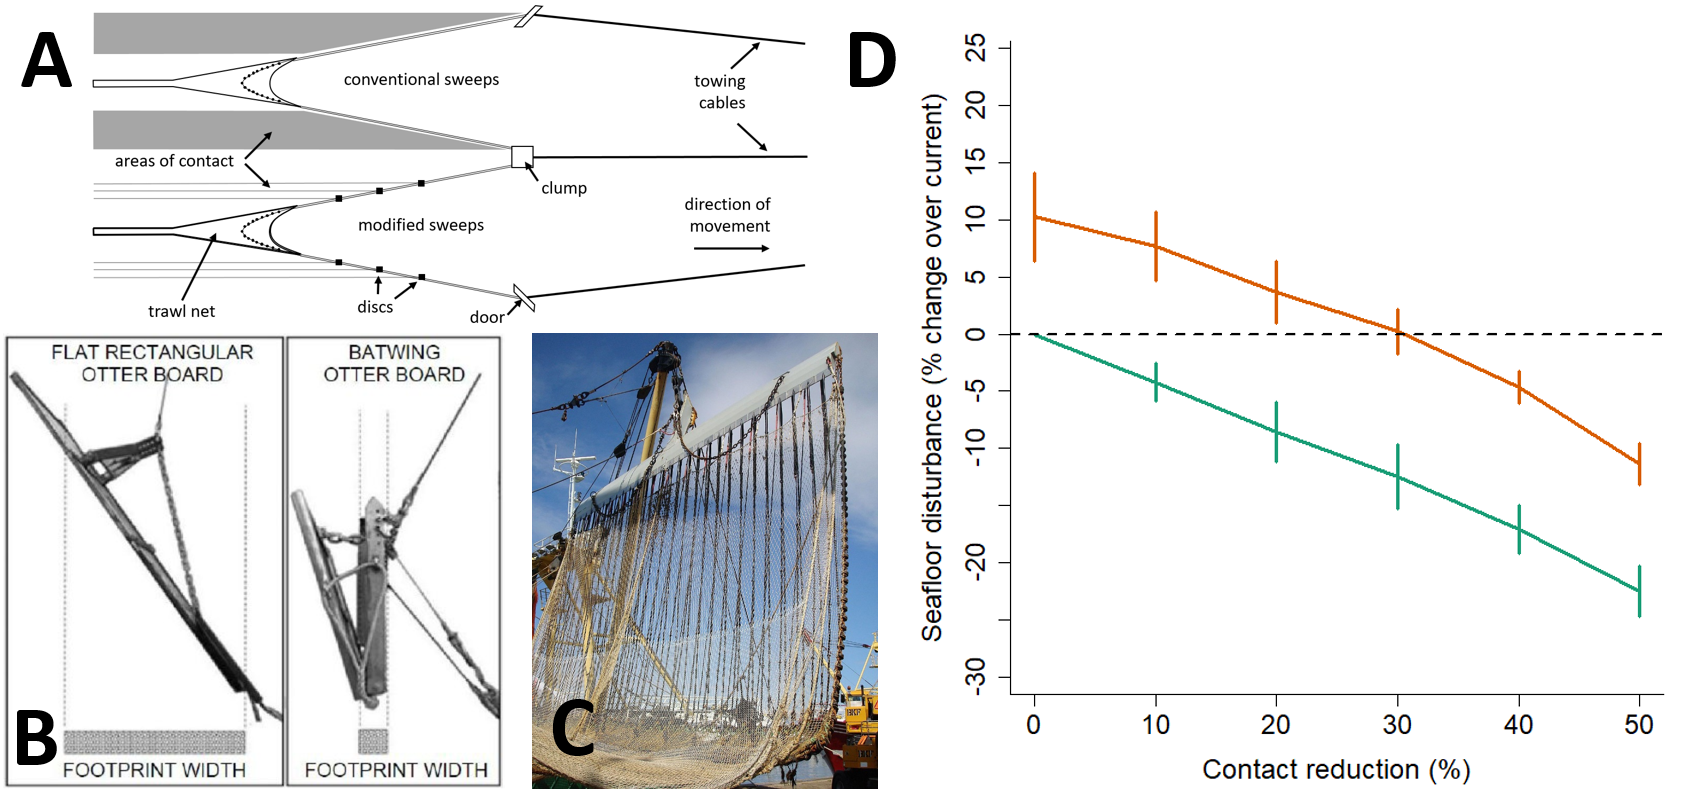 A
conventional sweeps
towing
cables
areas of contact
clump
modified sweeps
direction of
movement
trawl net
discs
door
B
FLAT RECTANGULAR
OTTER BOARD
FOOTPRINT WIDTH
BATWING
OTTER BOARD
FOOTPRINT WIDTH
C
D
Seafloor disturbance (% change over current)
25
20
15
10
5
0
-5
-10
-20
-30
0 10 20 30 40 50
Contact reduction (%)